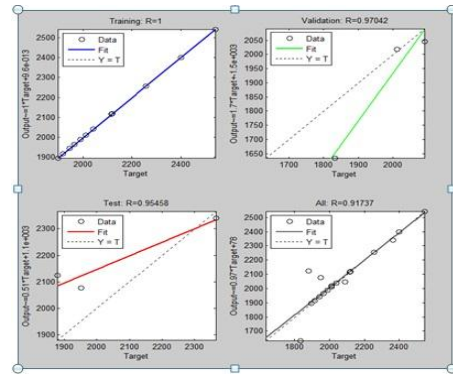 Training: R=1
Data
Fit
Y = T
Output~=1*Target+9.6e-013
2500
2400
2300
2200
2100
2000
1900
2000
2200
2400
Target
Validation: R=0.97042
Data
Fit
Y = T
Output~=1.7*Target+-1.5e+003
2050
2000
1950
1900
1850
1800
1750
1700
1650
1700
1800
1900
2000
Target
Test: R=0.95458
Data
Fit
Y = T
Output~=0.51*Target+1.1e+003
2300
2200
2100
2000
1900
1900
2000
2100
2200
2300
Target
All: R=0.91737
Data
Fit
Y = T
Output~=0.97*Target+78
2500
2400
2300
2200
2100
2000
1900
1800
1700
1800
2000
2200
2400
Target